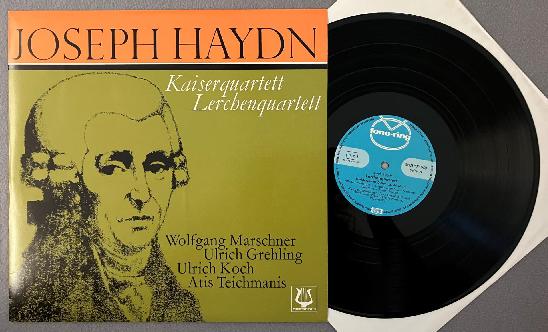 JOSEPH HAYDN
Kaiserquartett
Lerchenquartett
Wolfgang Marschner
Ulrich Grehling
Ulrich Koch
Atis Teichmanis
fono-ring